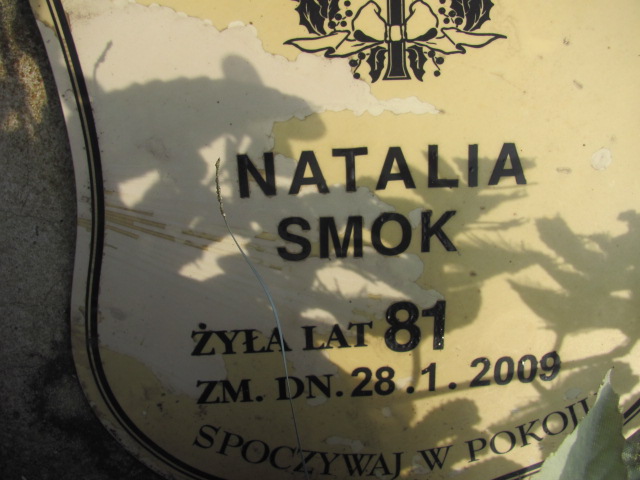 NATALIA
SMOK
ŻYŁA LAT 81
ZM. DN. 28.1.2009
SPOCZYWAJ W POKOJU